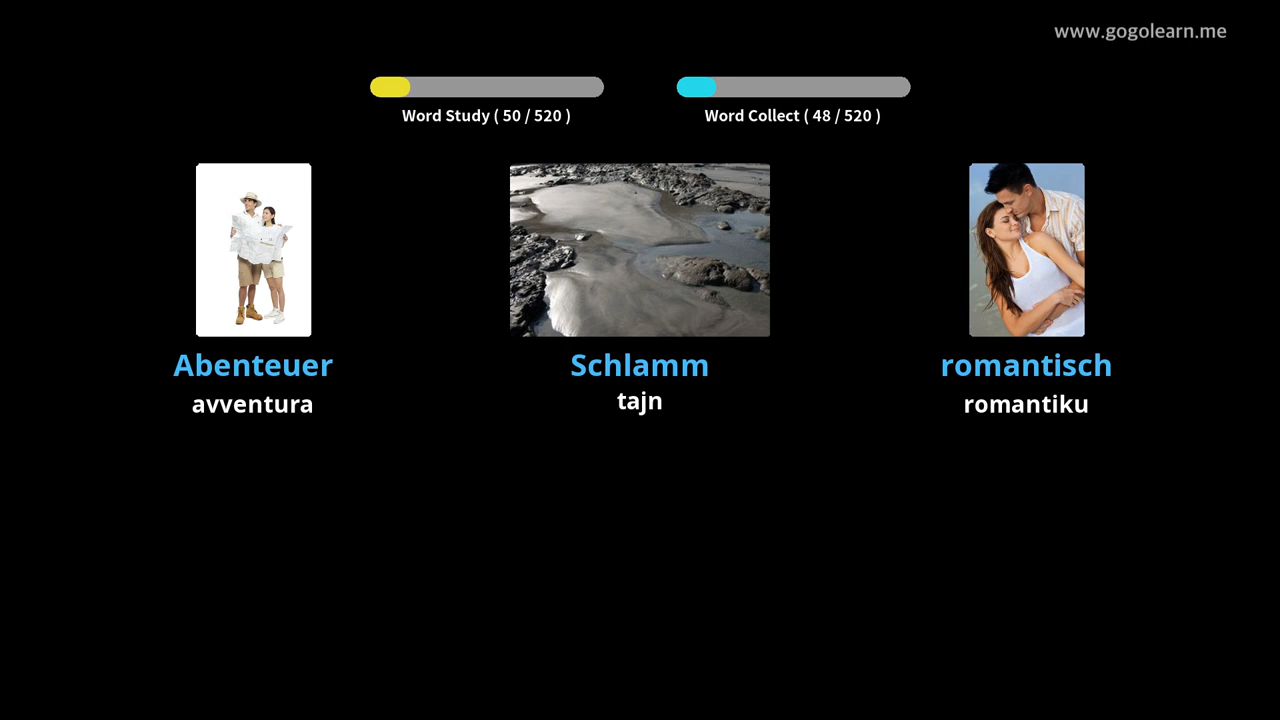 www.gogolearn.me
Word Study ( 50 / 520 )
Word Collect ( 48 / 520 )
Abenteuer
avventura
Schlamm
tajn
romantisch
romantiku